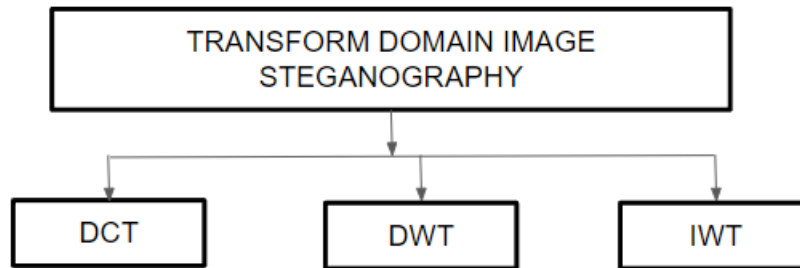 TRANSFORM DOMAIN IMAGE
STEGANOGRAPHY
DCT
DWT
IWT